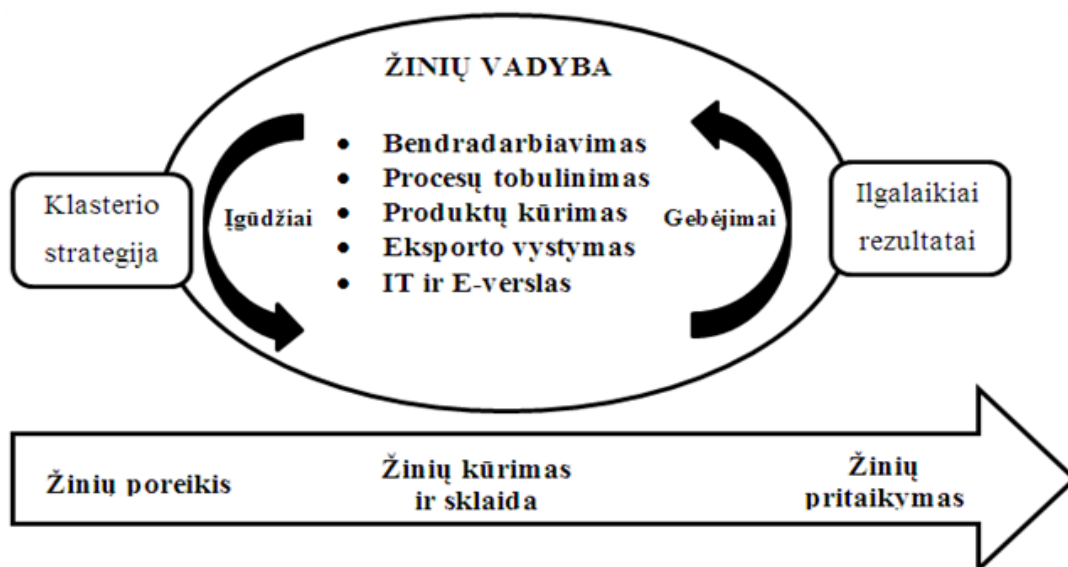 ŽINIŲ VADYBA
• Bendradarbiavimas
• Procesų tobulinimas
• Produktų kūrimas
• Eksporto vystymas
• IT ir E-verslas
Klasterio
strategija
Įgūdžiai
Gebėjimai
Ilgalaikiai
rezultatai
Žinių poreikis
Žinių kūrimas
ir sklaida
Žinių
pritaikymas